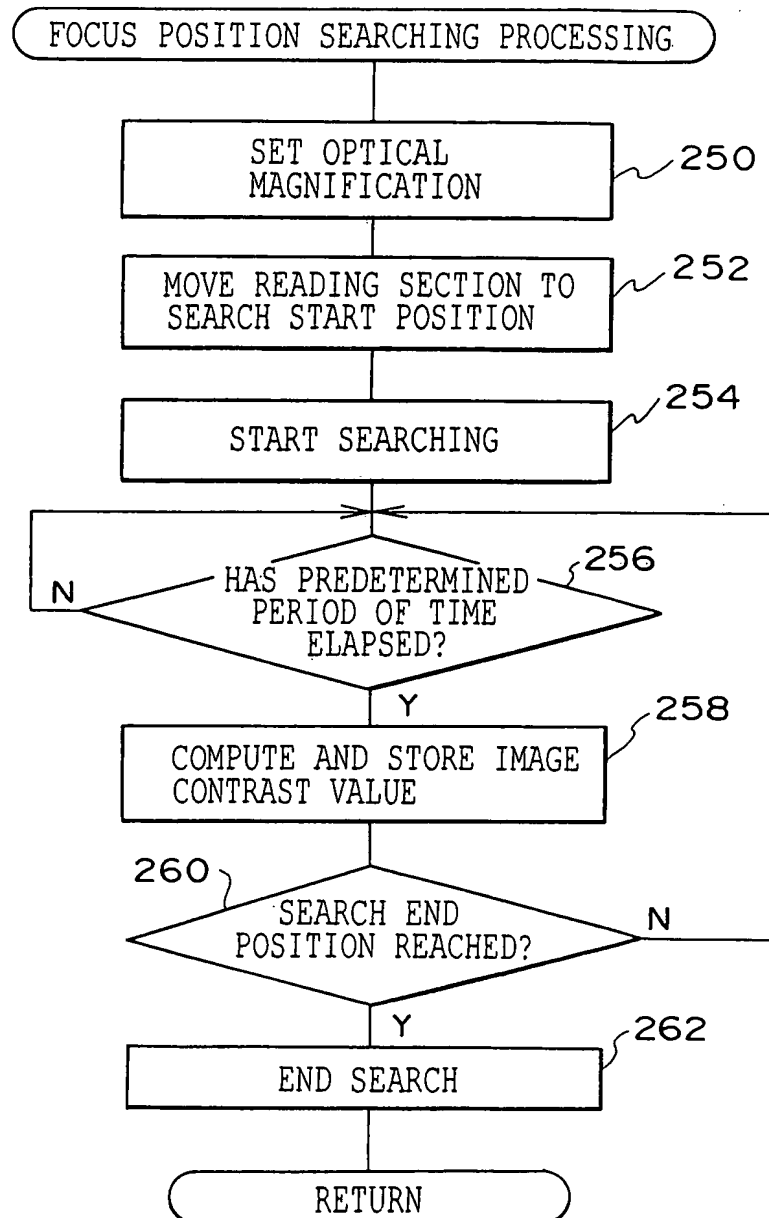 FOCUS POSITION SEARCHING PROCESSING
SET OPTICAL
MAGNIFICATION
250
MOVE READING SECTION TO
SEARCH START POSITION
252
START SEARCHING
254
HAS PREDETERMINED
PERIOD OF TIME
ELAPSED?
256
N
Y
COMPUTE AND STORE IMAGE
CONTRAST VALUE
258
260
SEARCH END
POSITION REACHED?
N
Y
END SEARCH
262
RETURN